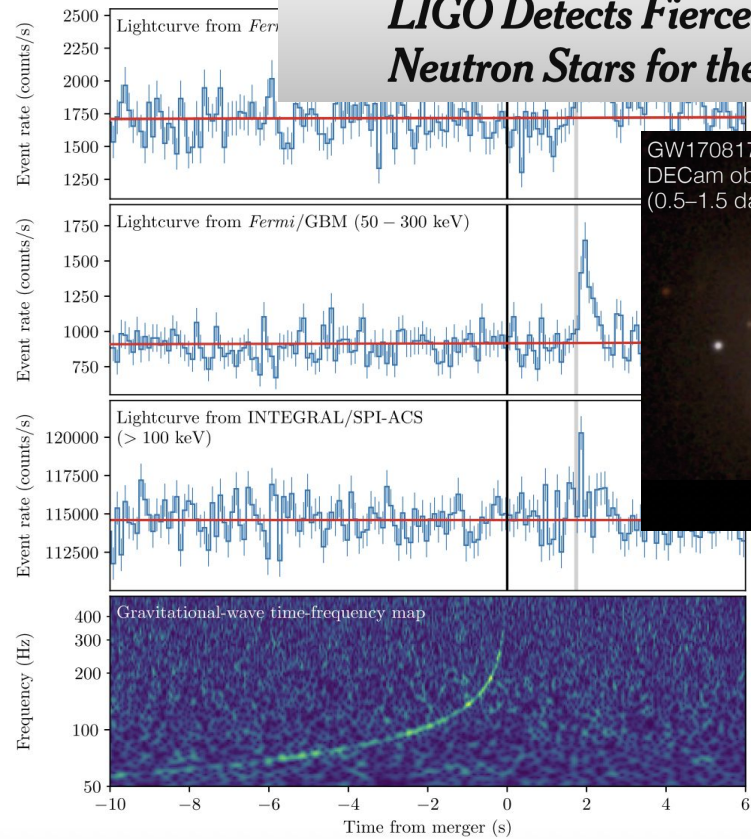 LIGO Detects Fierce
Neutron Stars for the
Lightcurve from
Event rate (counts/s)
2500
2250
2000
1750
1500
1250
GW170817
DECam
(0.5–1.5
Lightcurve from Fermi/GBM (50 − 300 keV)
Event rate (counts/s)
1750
1500
1250
1000
750
Lightcurve from INTEGRAL/SPI-ACS
(> 100 keV)
Event rate (counts/s)
120000
117500
115000
112500
Gravitational-wave time-frequency map
Frequency (Hz)
400
300
200
100
50
−10 −8 −6 −4 −2 0 2 4 6
Time from merger (s)